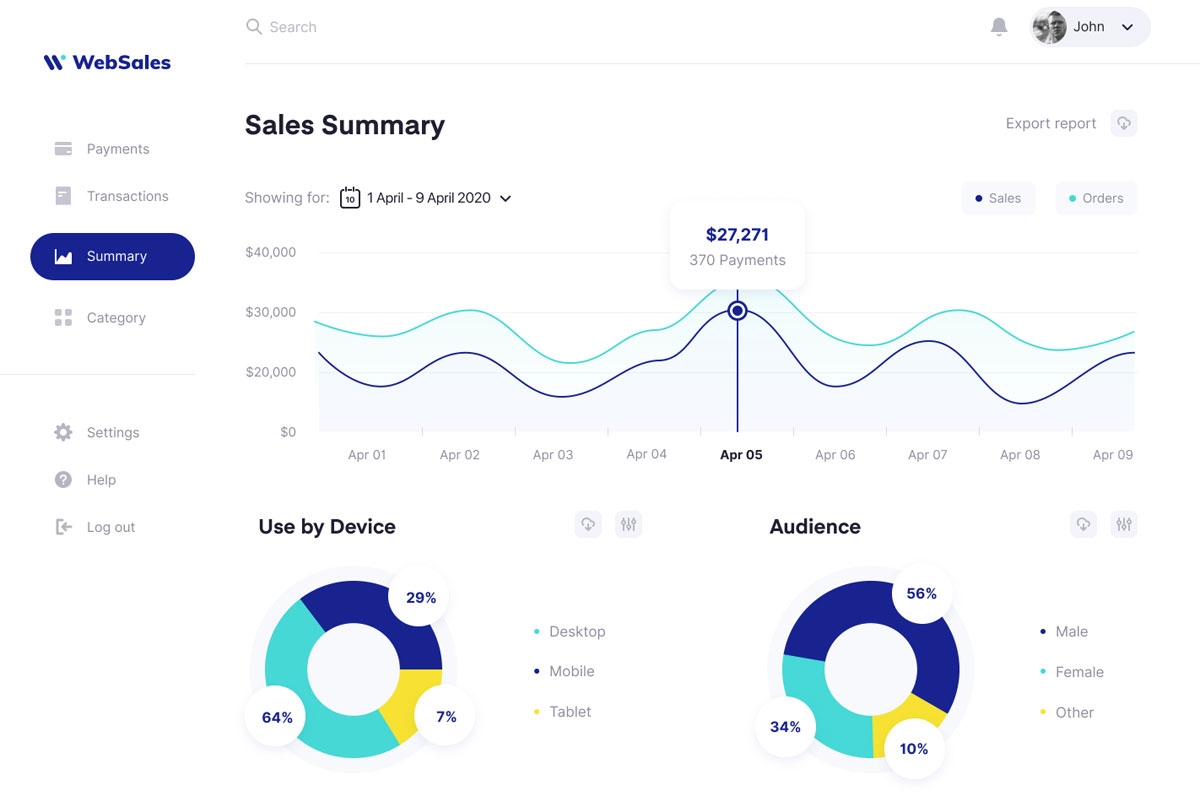 Search
John
WebSales
Payments
Transactions
Summary
Category
Settings
Help
Log out
Sales Summary
Export report
Showing for: 10 1 April - 9 April 2020
Sales
Orders
$27,271
370 Payments
$40,000
$30,000
$20,000
$0
Apr 01 Apr 02 Apr 03 Apr 04 Apr 05 Apr 06 Apr 07 Apr 08 Apr 09
Use by Device
29%
64%
7%
Desktop
Mobile
Tablet
Audience
56%
34%
10%
Male
Female
Other